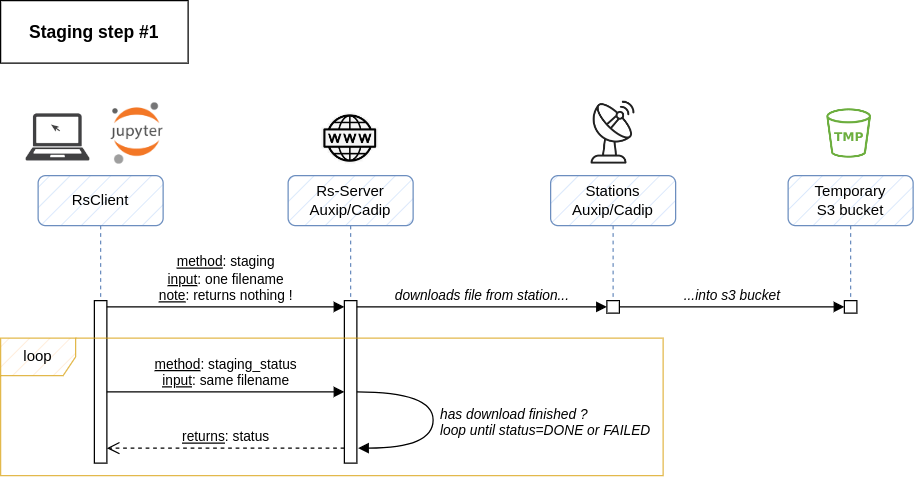 Staging step #1
jupyter
WWW
TMP
RsClient
Rs-Server
Auxip/Cadip
Stations
Auxip/Cadip
Temporary
S3 bucket
method: staging
input: one filename
note: returns nothing !
downloads file from station...
...into s3 bucket
loop
method: staging_status
input: same filename
has download finished ?
loop until status=DONE or FAILED
returns: status